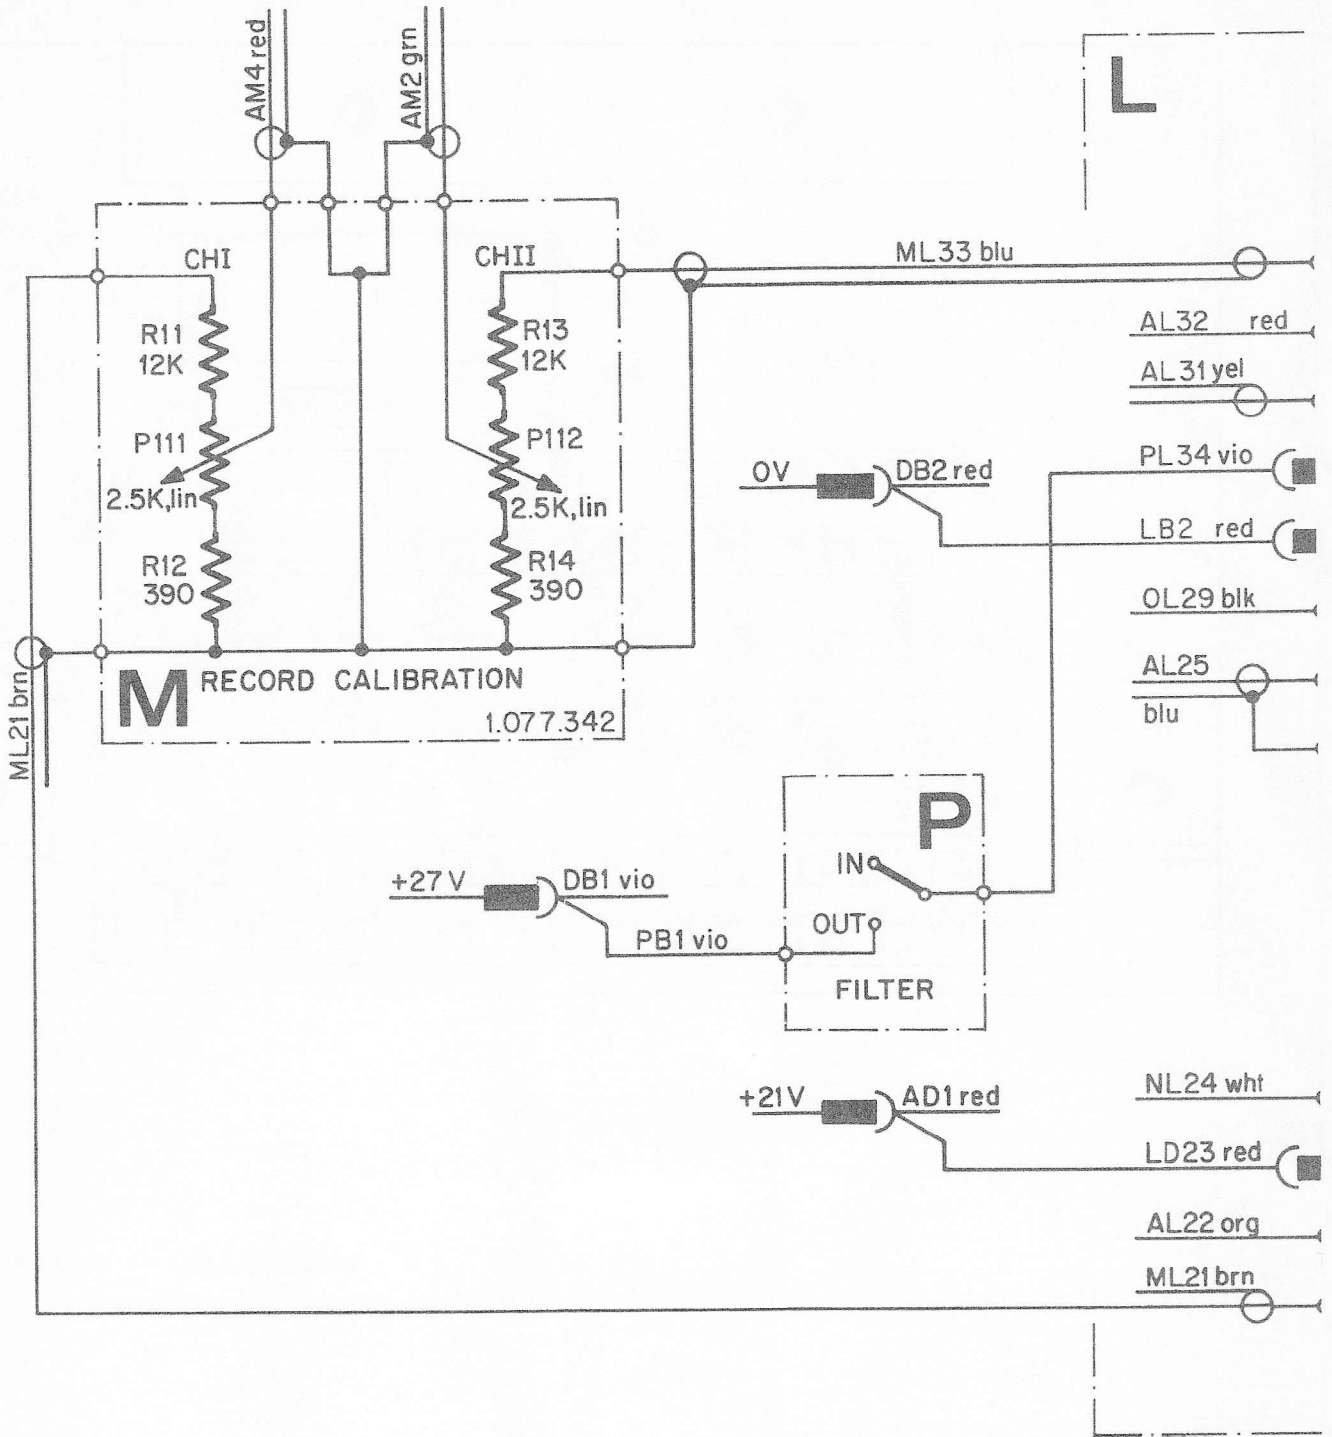 AM4 red
AM2 grn
L
CHI
CHII
ML33 blu
R11
12K
R13
12K
AL32 red
AL31 yel
P111
2.5K,lin
P112
2.5K,lin
PL34 vio
0V
DB2 red
LB2 red
R12
390
R14
390
OL29 blk
AL25
blu
ML21 brn
M RECORD CALIBRATION
1.077.342
P
IN
OUT
FILTER
+27V
DB1 vio
PB1 vio
+21V
AD1 red
NL24 wht
LD23 red
AL22 org
ML21 brn